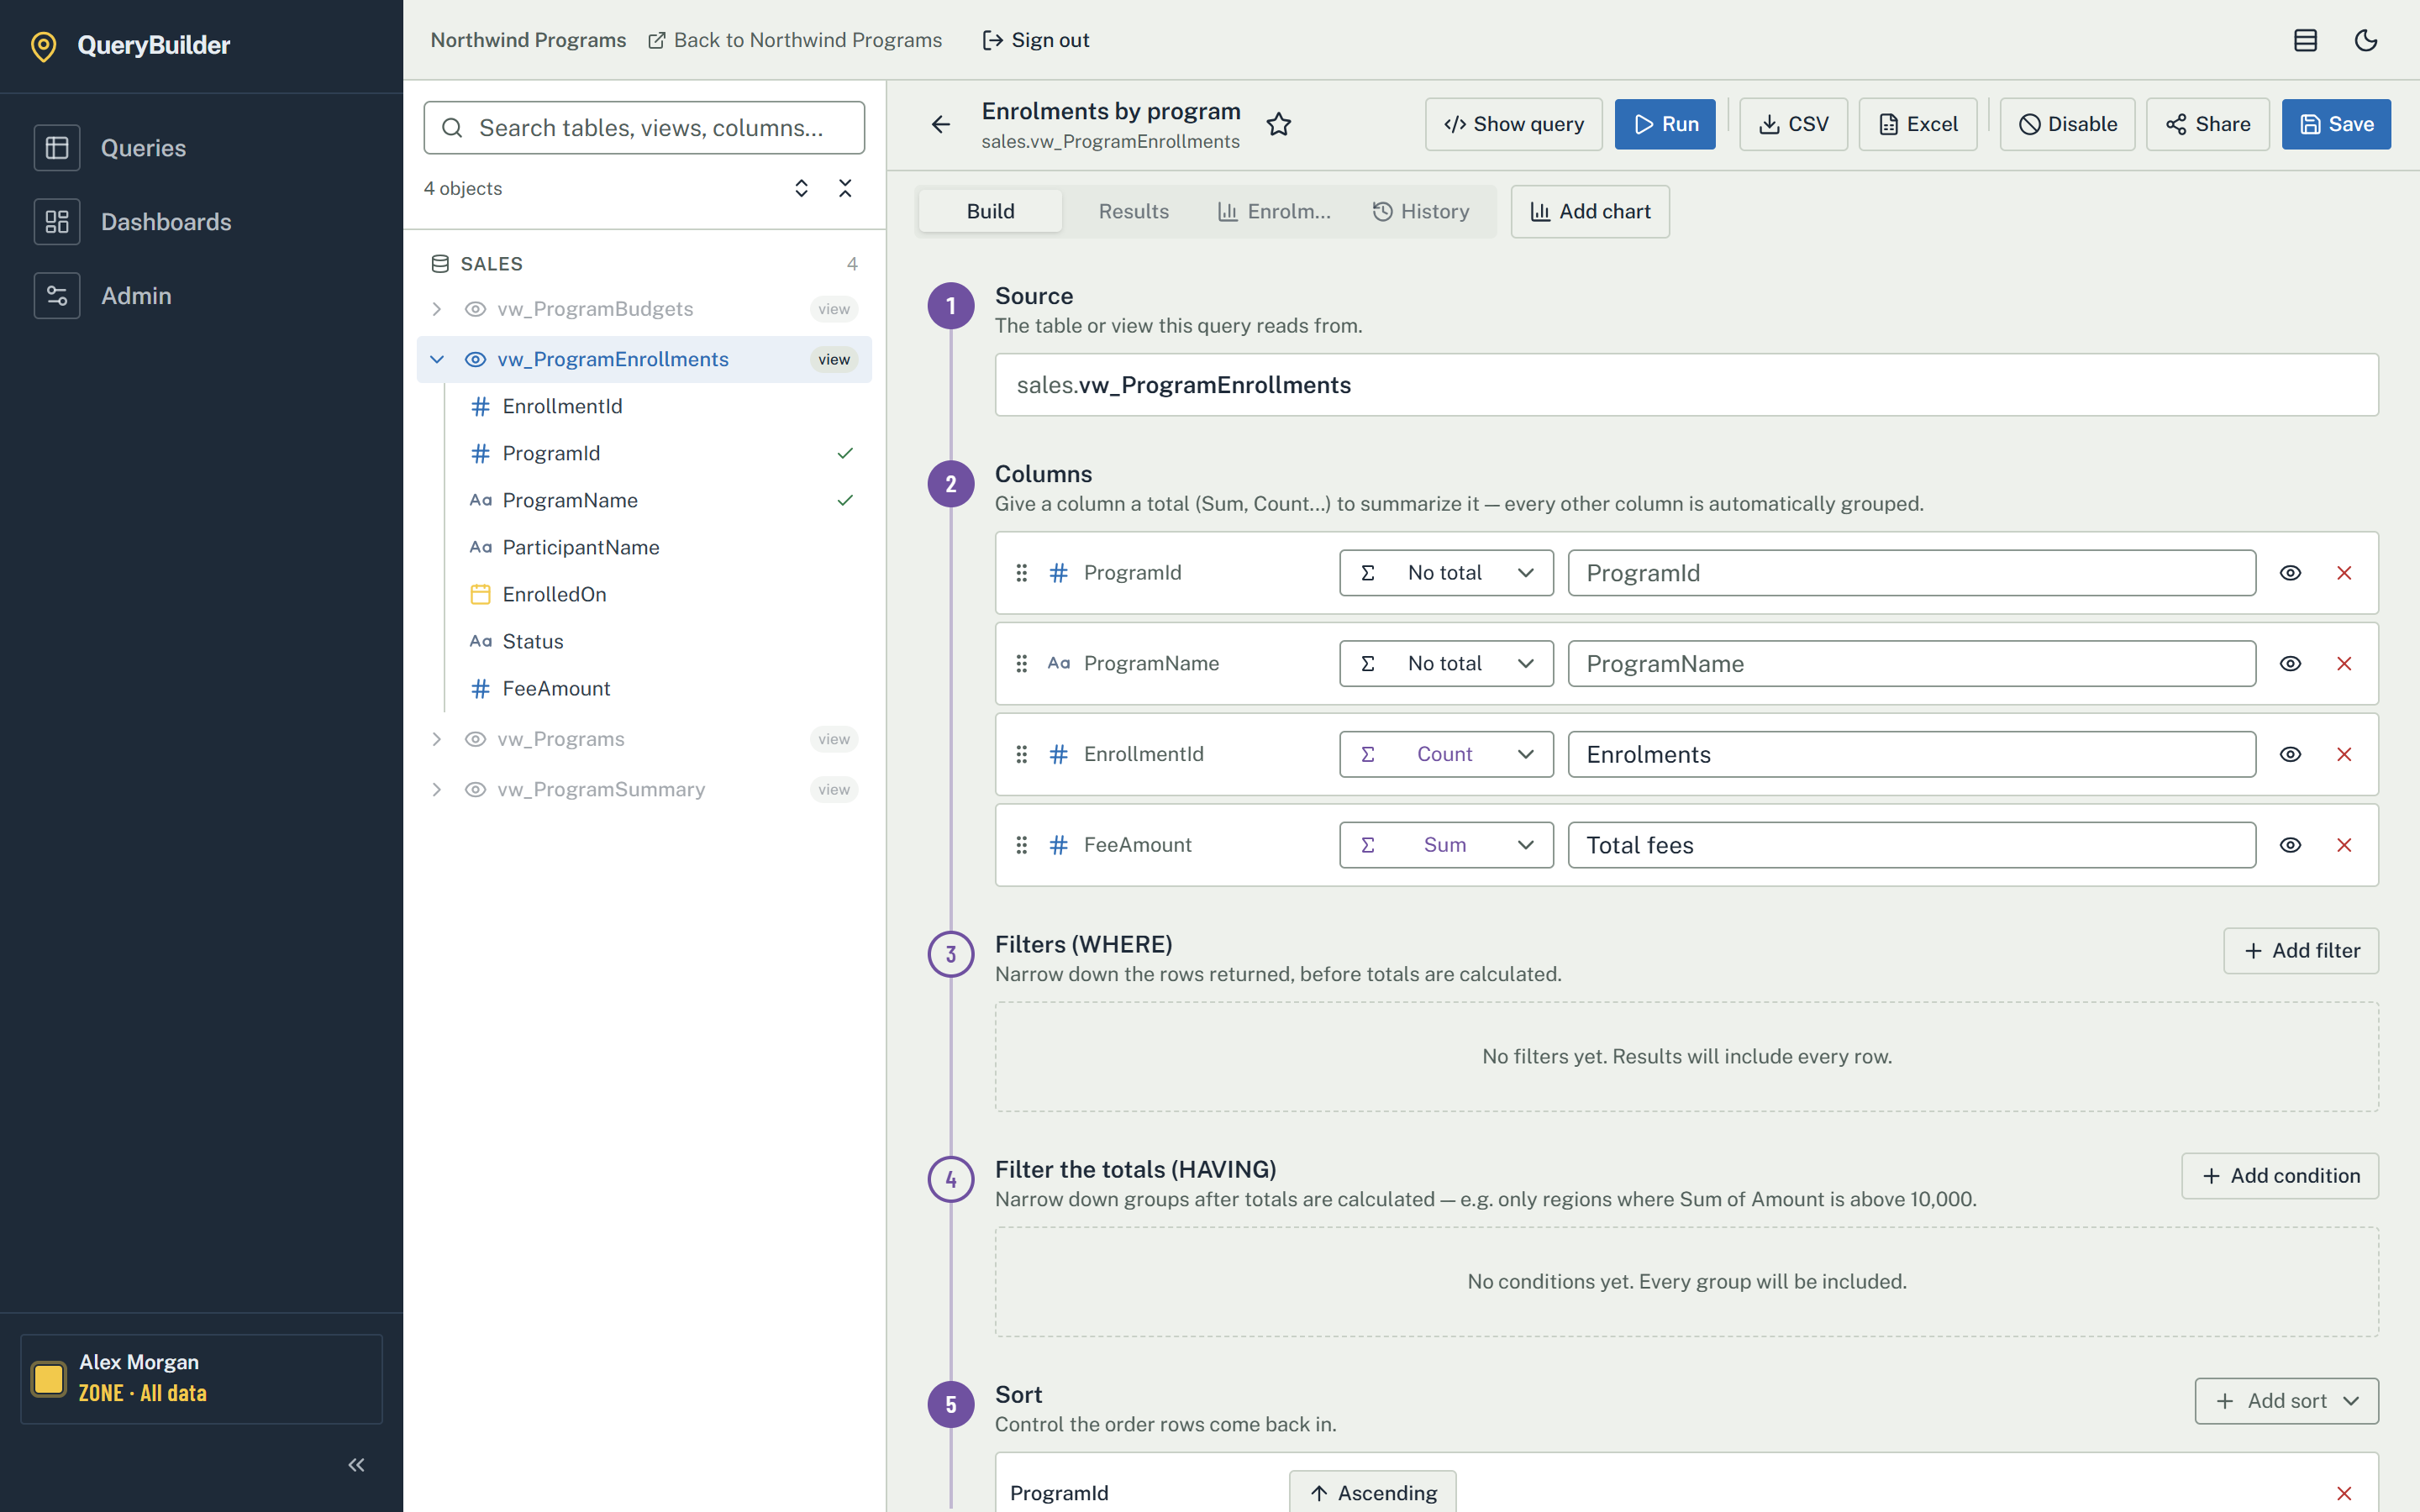 QueryBuilder
Queries
Dashboards
Admin
Alex Morgan
ZONE · All data
Northwind Programs
Back to Northwind Programs
Sign out
Search tables, views, columns...
4 objects
SALES 4
vw_ProgramBudgets view
vw_ProgramEnrollments view
# EnrollmentId
# ProgramId
Aa ProgramName
Aa ParticipantName
EnrolledOn
Aa Status
# FeeAmount
vw_Programs view
vw_ProgramSummary view
Enrolments by program
sales.vw_ProgramEnrollments
</> Show query
Run
CSV
Excel
Disable
Share
Save
Build
Results
Enrolm...
History
Add chart
1 Source
The table or view this query reads from.
sales.vw_ProgramEnrollments
2 Columns
Give a column a total (Sum, Count...) to summarize it — every other column is automatically grouped.
# ProgramId Σ No total ProgramId
Aa ProgramName Σ No total ProgramName
# EnrollmentId Σ Count Enrolments
# FeeAmount Σ Sum Total fees
3 Filters (WHERE)
+ Add filter
Narrow down the rows returned, before totals are calculated.
No filters yet. Results will include every row.
4 Filter the totals (HAVING)
+ Add condition
Narrow down groups after totals are calculated — e.g. only regions where Sum of Amount is above 10,000.
No conditions yet. Every group will be included.
5 Sort
+ Add sort
Control the order rows come back in.
ProgramId ↑ Ascending